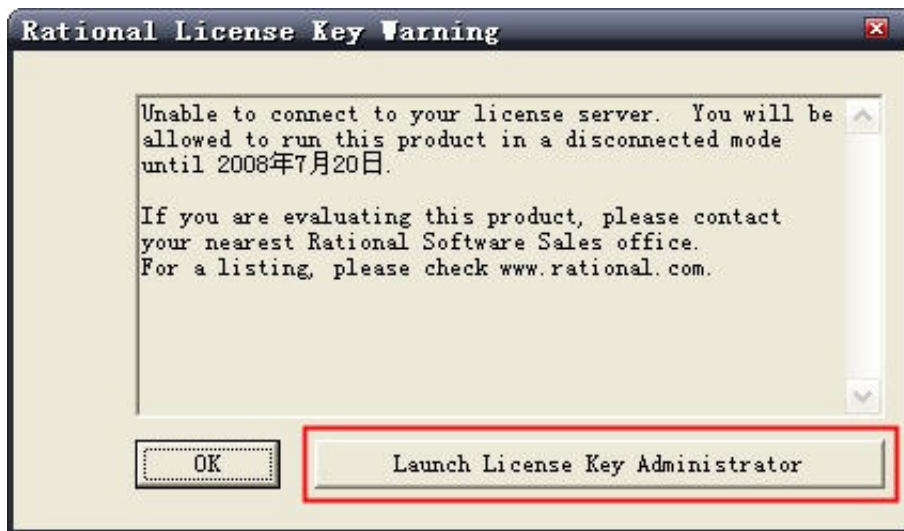 Rational License Key Warning
Unable to connect to your license server.  You will be
allowed to run this product in a disconnected mode
until 2008年7月20日.
If you are evaluating this product, please contact
your nearest Rational Software Sales office.
For a listing, please check www.rational.com.
OK
Launch License Key Administrator